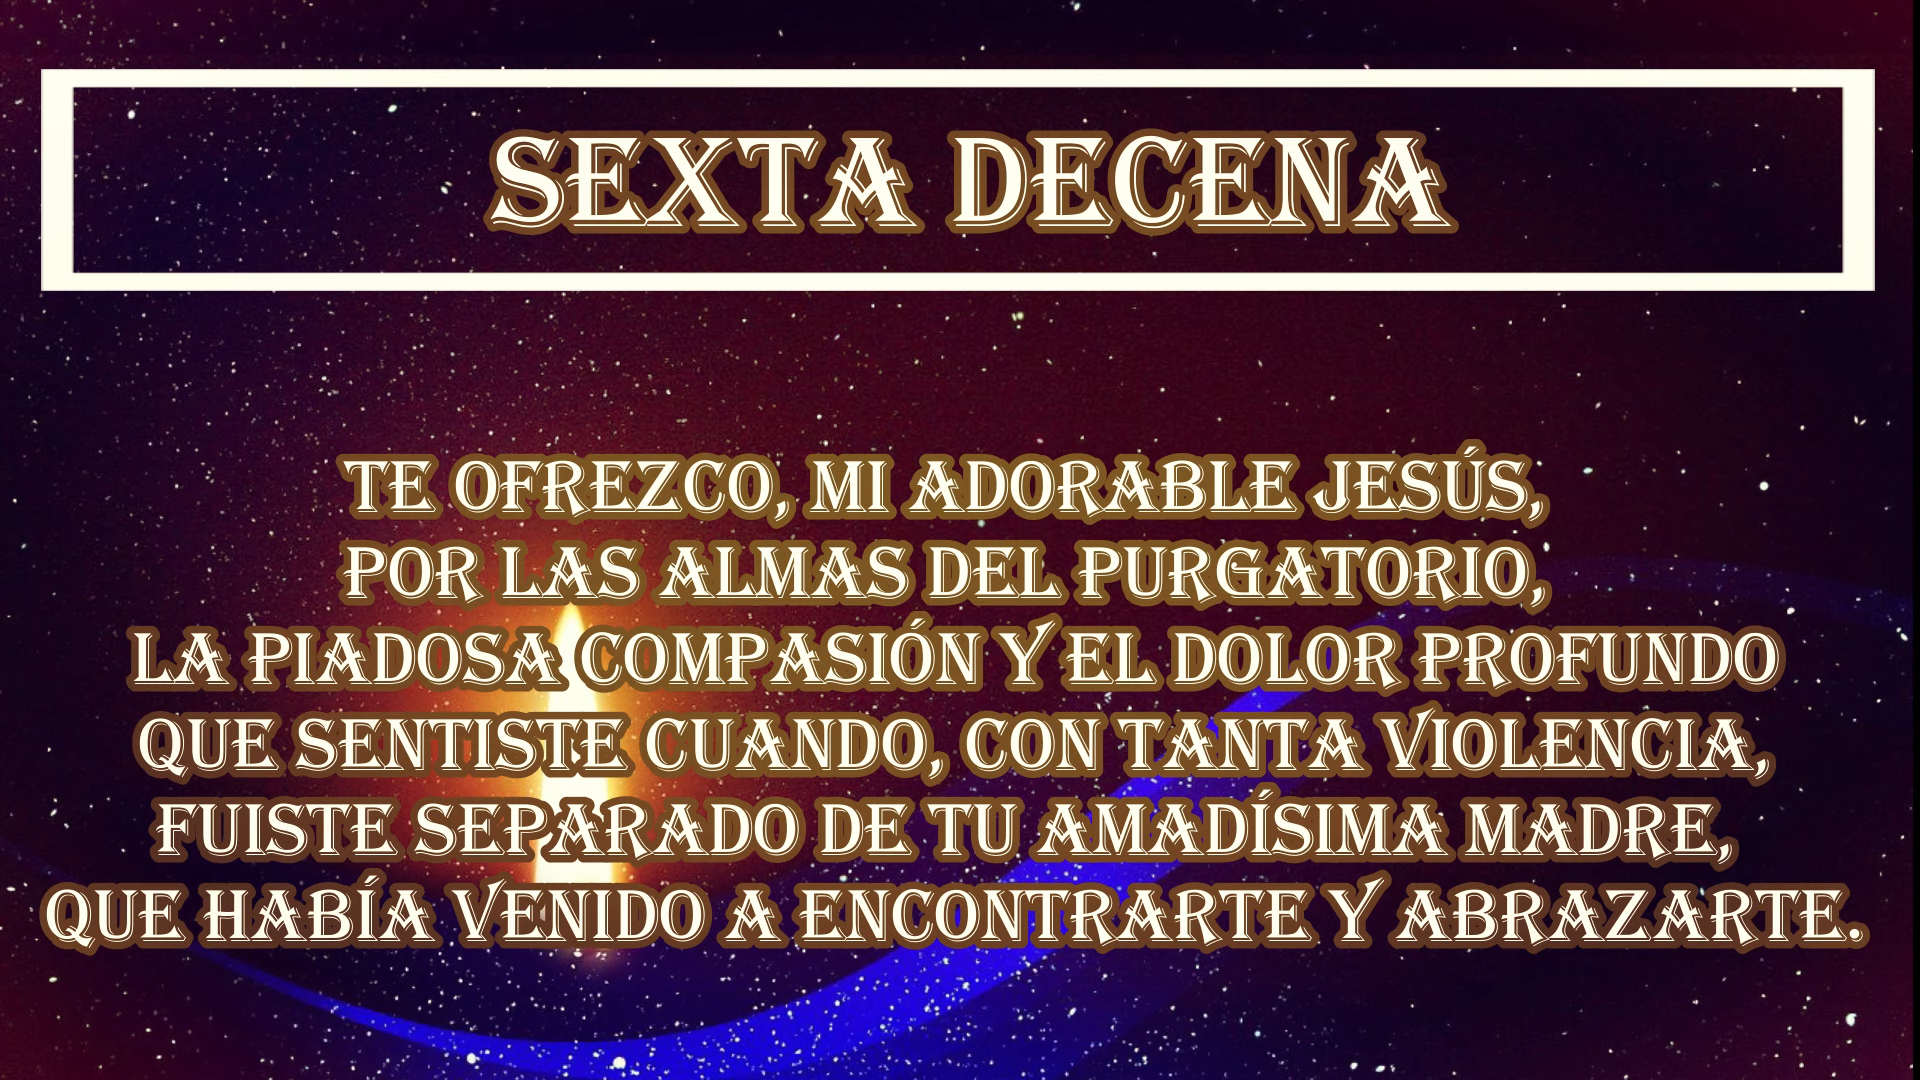 SEXTA DECENA
TE OFREZCO, MI ADORABLE JESÚS,
POR LAS ALMAS DEL PURGATORIO,
LA PIADOSA COMPASIÓN Y EL DOLOR PROFUNDO
QUE SENTISTE CUANDO, CON TANTA VIOLENCIA,
FUISTE SEPARADO DE TU AMADÍSIMA MADRE,
QUE HABÍA VENIDO A ENCONTRARTE Y ABRAZARTE.